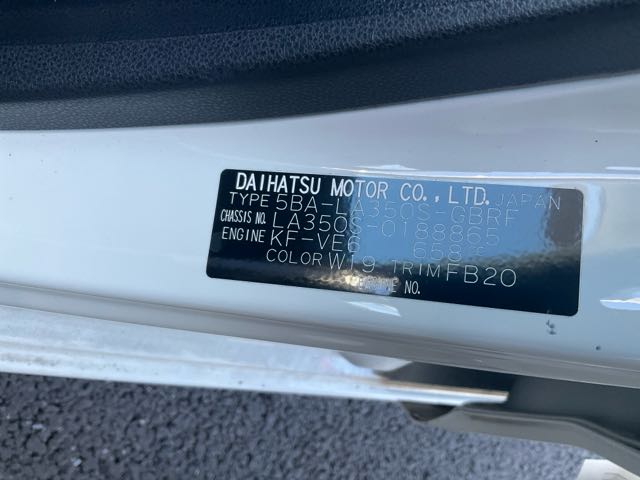 DAIHATSU MOTOR CO., LTD. JAPAN
TYPE 5BA-LA350S-GBRF
CHASSIS NO. LA350S-0188865
ENGINE KF-VE6 658
COLOR W19 TRIM FB20
NO.